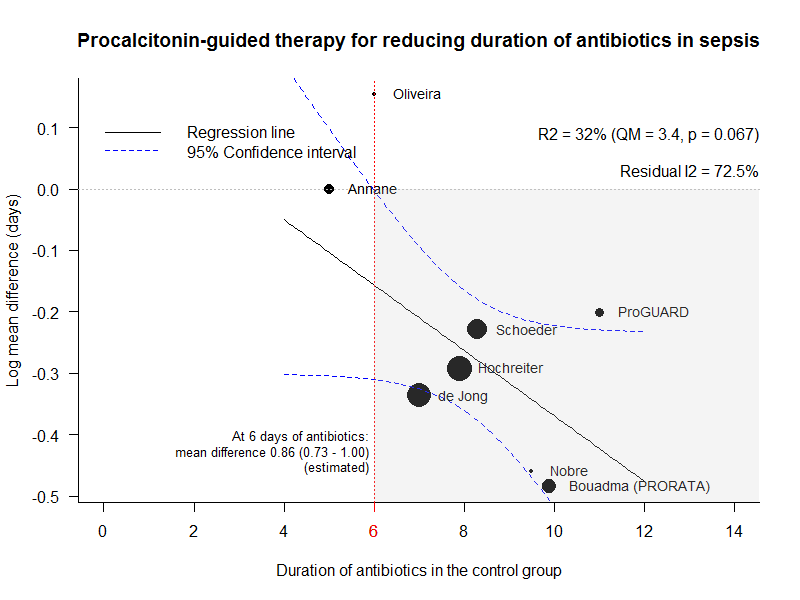 Procalcitonin-guided therapy for reducing duration of antibiotics in sepsis
Oliveira
Regression line
95% Confidence interval
R2 = 32% (QM = 3.4, p = 0.067)
Residual I2 = 72.5%
Annane
ProGUARD
Schoeder
Hochreiter
de Jong
At 6 days of antibiotics:
mean difference 0.86 (0.73 - 1.00)
(estimated)
Nobre
Bouadma (PRORATA)
Log mean difference (days)
0.1
0.0
-0.1
-0.2
-0.3
-0.4
-0.5
0 2 4 6 8 10 12 14
Duration of antibiotics in the control group